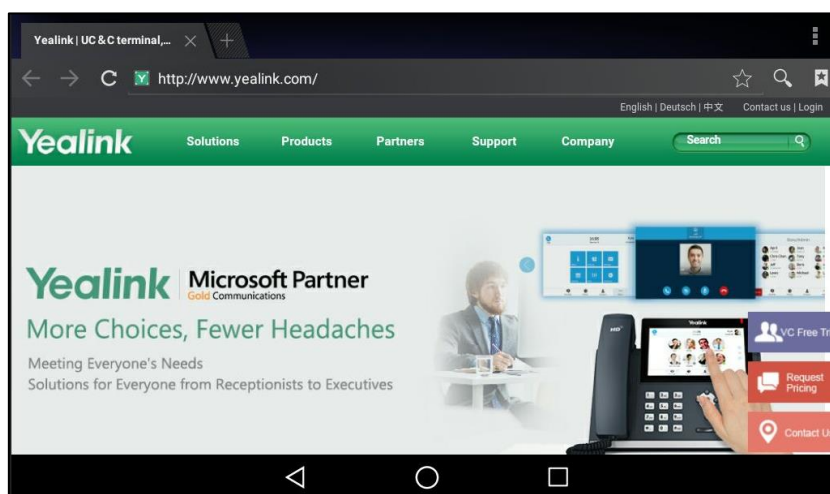 Yealink | UC & C terminal,...
http://www.yealink.com/
English | Deutsch | 中文 Contact us | Login
Yealink Solutions Products Partners Support Company Search
Yealink Microsoft Partner
Gold Communications
More Choices, Fewer Headaches
Meeting Everyone's Needs
Solutions for Everyone from Receptionists to Executives
Yealink
VC Free Tr
Request
Pricing
Contact U